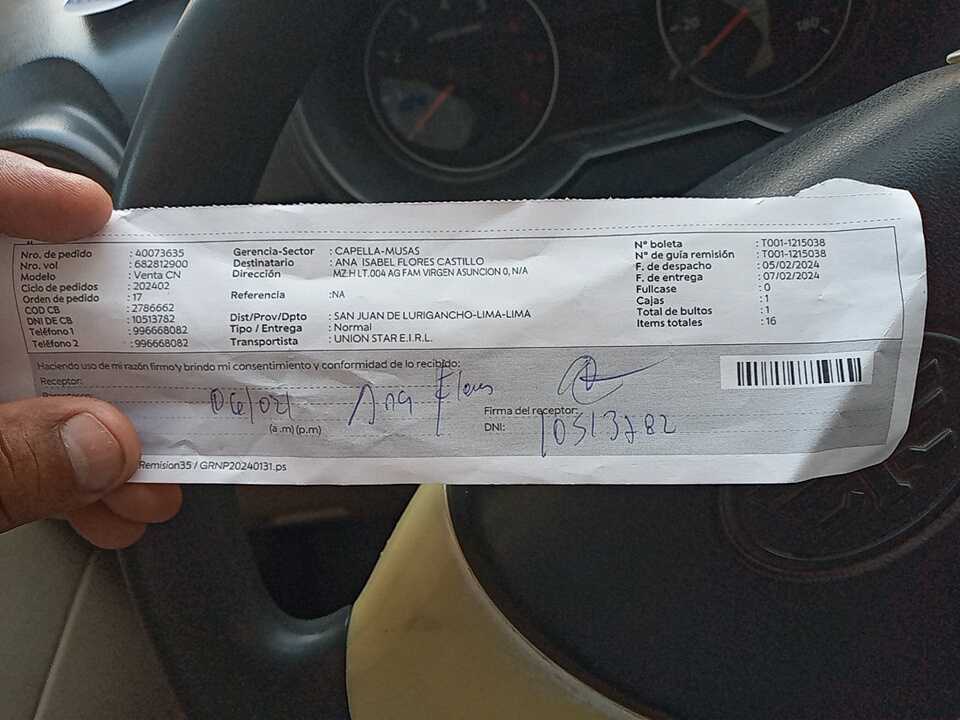 Nro. de pedido : 40073635
Nro. vol : 682812900
Modelo : Venta CN
Ciclo de pedidos : 202402
Orden de pedido : 17
COD CB : 2786662
DNI DE CB : 10513782
Teléfono 1 : 996668082
Teléfono 2 : 996668082
Gerencia-Sector : CAPELLA-MUSAS
Destinatario : ANA ISABEL FLORES CASTILLO
Dirección : MZ.H LT.004 AG FAM VIRGEN ASUNCION 0, N/A
Referencia :NA
Dist/Prov/Dpto : SAN JUAN DE LURIGANCHO-LIMA-LIMA
Tipo / Entrega : Normal
Transportista : UNION STAR E.I.R.L.
N° boleta : T001-1215038
N° de guía remisión : T001-1215038
F. de despacho : 05/02/2024
F. de entrega : 07/02/2024
Fullcase : 0
Cajas : 1
Total de bultos : 1
Items totales : 16
Haciendo uso de mi razón firmo y brindo mi consentimiento y conformidad de lo recibido:
Receptor:
06/02/ Ana Flores
(a .m) (p.m)
Firma del receptor:
DNI: 10513782
Remision35 / GRNP20240131.ps
20
180